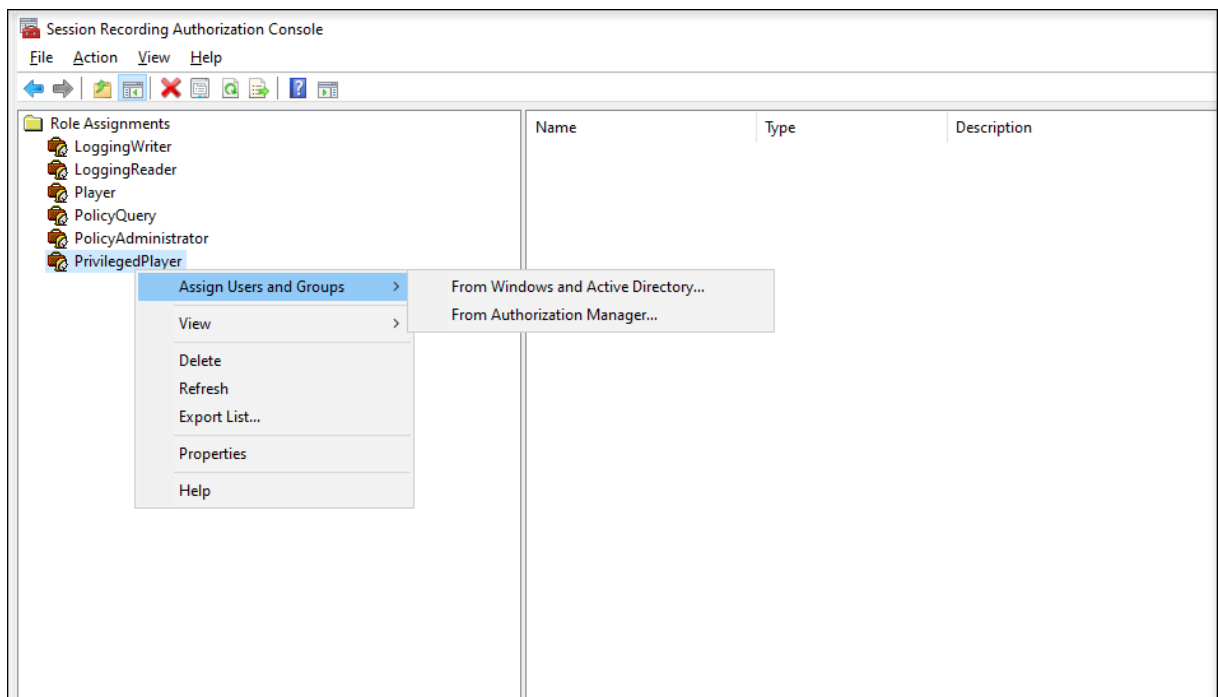 Session Recording Authorization Console
File Action View Help
Role Assignments
LoggingWriter
LoggingReader
Player
PolicyQuery
PolicyAdministrator
PrivilegedPlayer
Name Type Description
Assign Users and Groups
View
Delete
Refresh
Export List...
Properties
Help
From Windows and Active Directory...
From Authorization Manager...